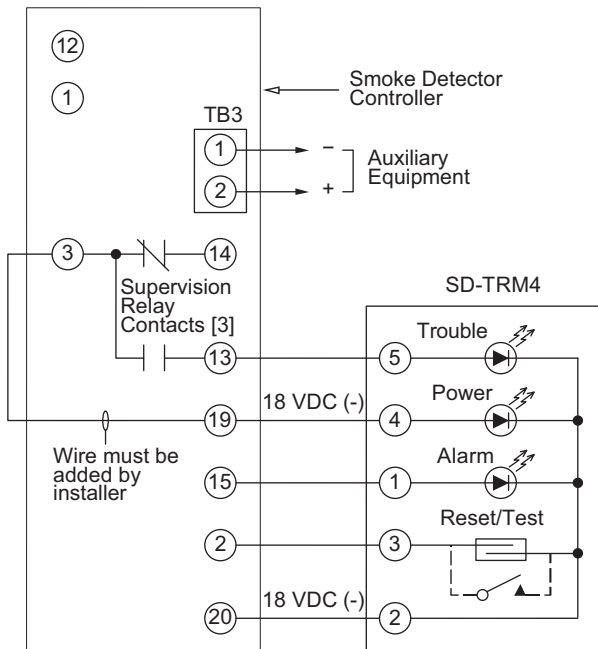 12
1
Smoke Detector
Controller
TB3
1
−
2
+
Auxiliary
Equipment
3
14
Supervision
Relay
Contacts [3]
13
SD-TRM4
Trouble
5
19
18 VDC (-)
4
Power
Wire must be
added by
installer
15
1
Alarm
2
3
Reset/Test
20
18 VDC (-)
2